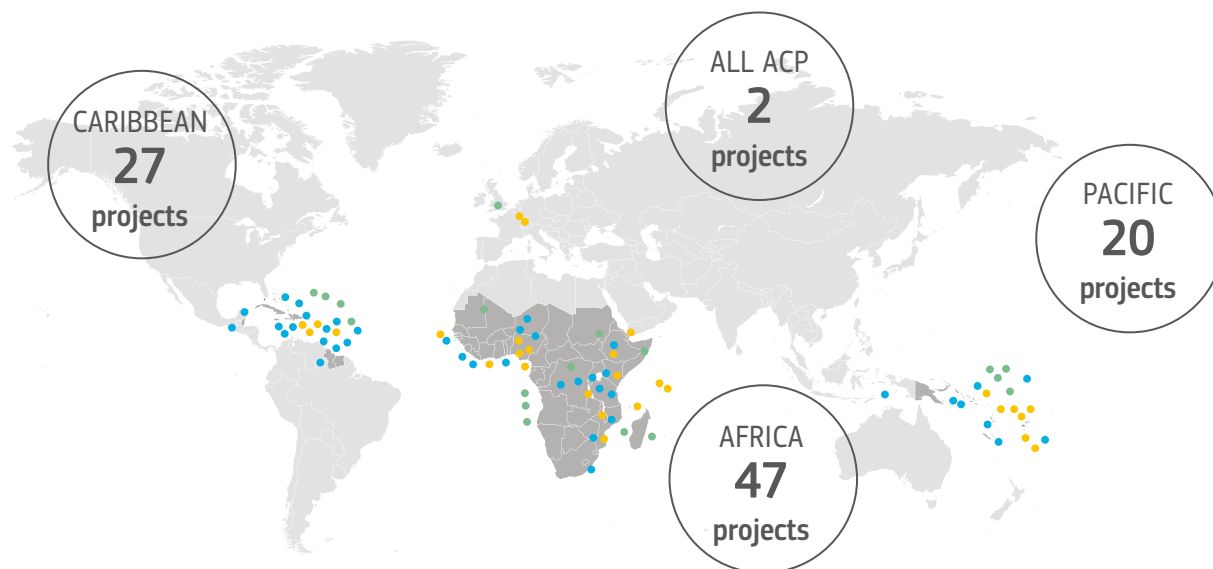 CARIBBEAN
27
projects
ALL ACP
2
projects
PACIFIC
20
projects
AFRICA
47
projects